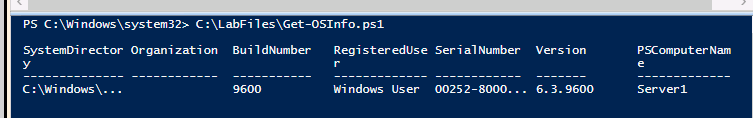 PS C:\Windows\system32> C:\LabFiles\Get-OSInfo.ps1
SystemDirector Organization BuildNumber RegisteredUse SerialNumber Version PSComputerNam
y r e
-------------- ------------ ----------- ------------- ------------ ------- -------------
C:\Windows\... 9600 Windows User 00252-8000... 6.3.9600 Server1